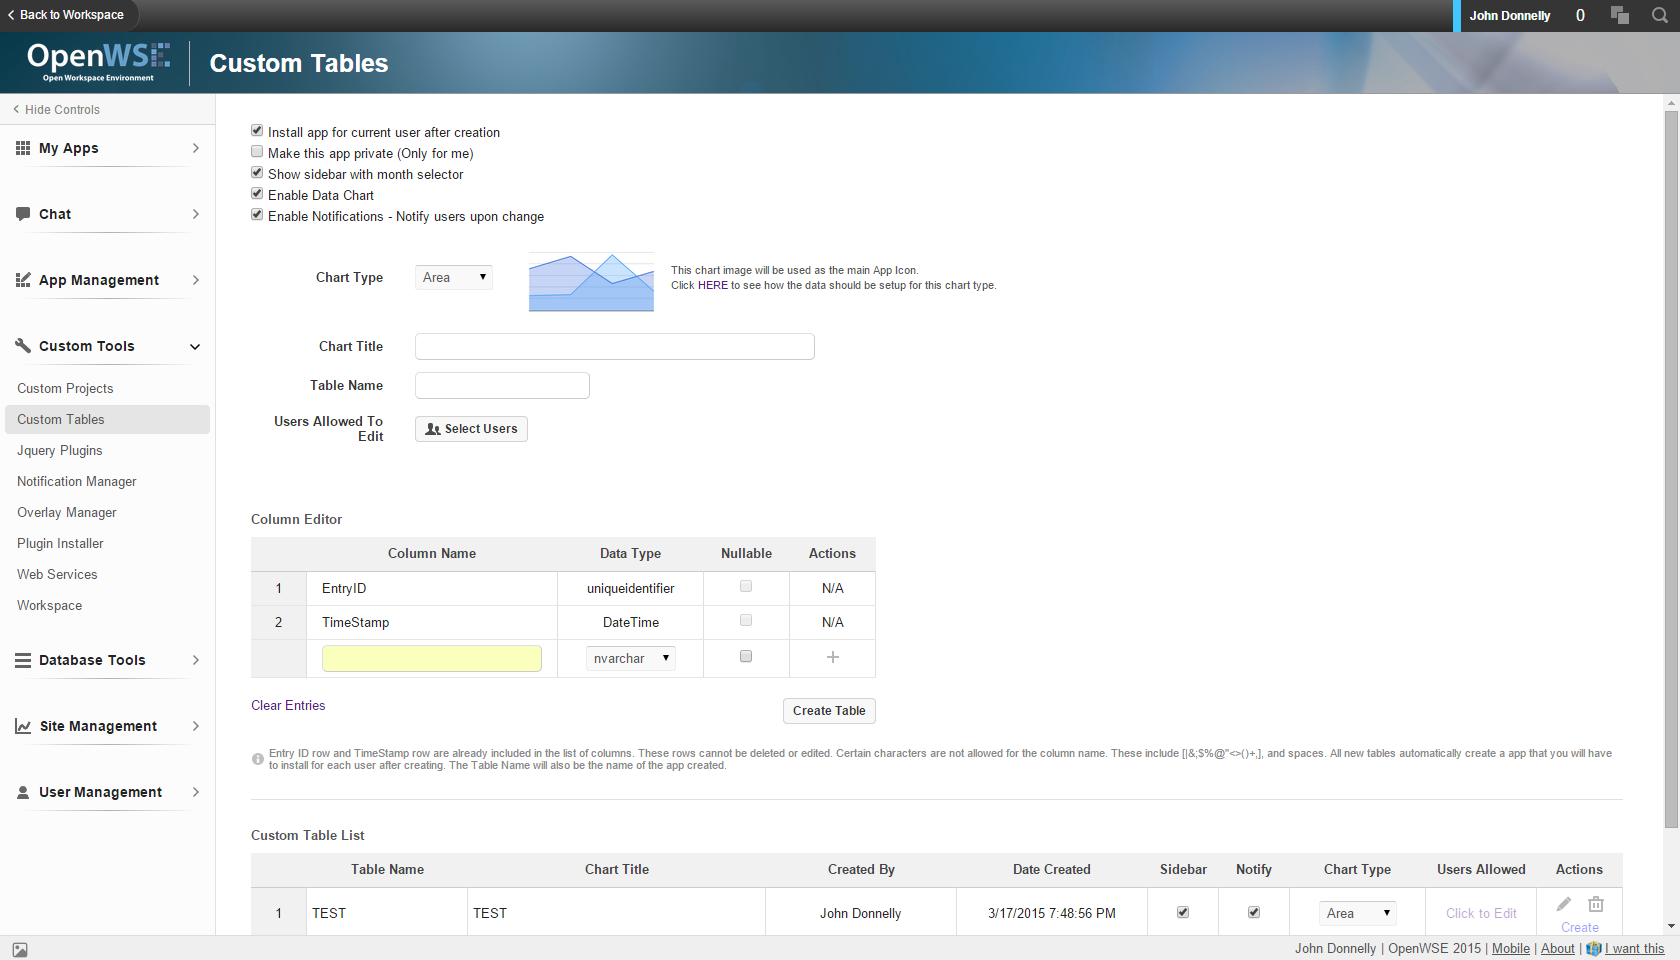 Back to Workspace
John Donnelly 0
OpenWSE
Open Workspace Environment
Custom Tables
Hide Controls
My Apps
Chat
App Management
Custom Tools
Custom Projects
Custom Tables
Jquery Plugins
Notification Manager
Overlay Manager
Plugin Installer
Web Services
Workspace
Database Tools
Site Management
User Management
Install app for current user after creation
Make this app private (Only for me)
Show sidebar with month selector
Enable Data Chart
Enable Notifications - Notify users upon change
Chart Type Area
This chart image will be used as the main App Icon.
Click HERE to see how the data should be setup for this chart type.
Chart Title
Table Name
Users Allowed To
Edit
Select Users
Column Editor
Column Name Data Type Nullable Actions
1 EntryID uniqueidentifier N/A
2 TimeStamp DateTime N/A
nvarchar
Clear Entries
Create Table
Entry ID row and TimeStamp row are already included in the list of columns. These rows cannot be deleted or edited. Certain characters are not allowed for the column name. These include [|&;$%@"<>()+,], and spaces. All new tables automatically create a app that you will have
to install for each user after creating. The Table Name will also be the name of the app created.
Custom Table List
Table Name Chart Title Created By Date Created Sidebar Notify Chart Type Users Allowed Actions
1 TEST TEST John Donnelly 3/17/2015 7:48:56 PM Area Click to Edit
Create
John Donnelly | OpenWSE 2015 | Mobile | About | I want this